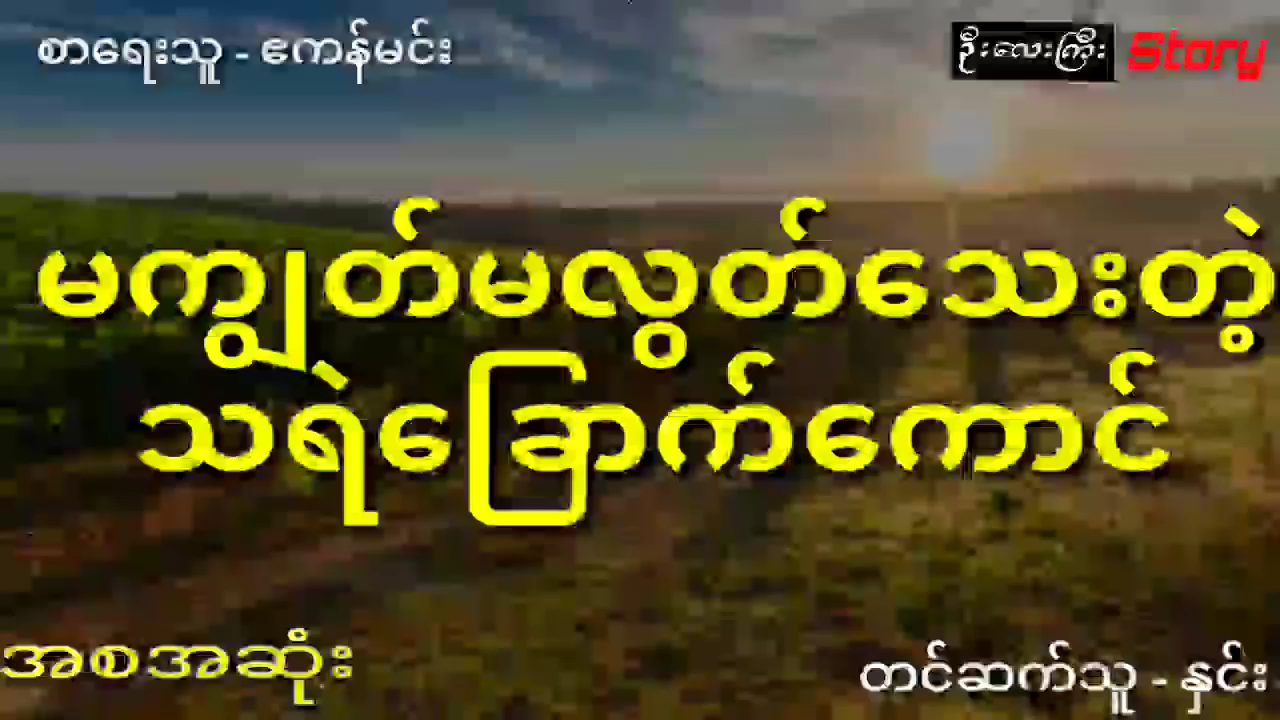 စာရေးသူ - ဧကန်မင်း
ဦးလေးကြီး Story
မကျွတ်မလွတ်သေးတဲ့
သရဲခြောက်ကောင်
အစအဆုံး
တင်ဆက်သူ - နှင်း